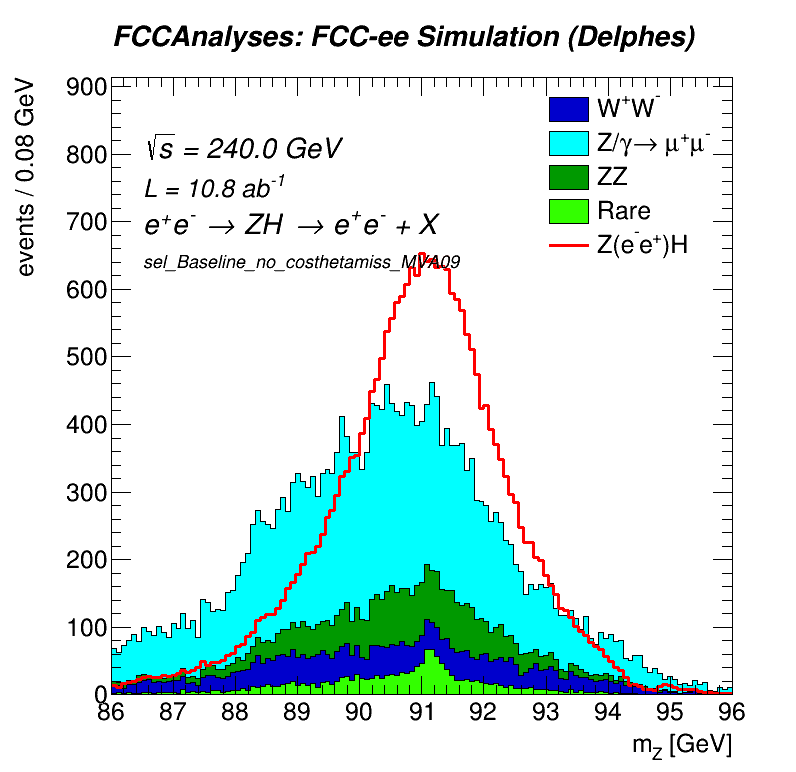 FCCAnalyses: FCC-ee Simulation (Delphes)
events / 0.08 GeV
900
800
700
600
500
400
300
200
100
0
√s = 240.0 GeV
L = 10.8 ab⁻¹
e⁺e⁻ → ZH → e⁺e⁻ + X
sel_Baseline_no_costhetamiss_MVA09
W⁺W⁻
Z/γ→ μ⁺μ⁻
ZZ
Rare
Z(e⁻e⁺)H
86 87 88 89 90 91 92 93 94 95 96
m_Z [GeV]